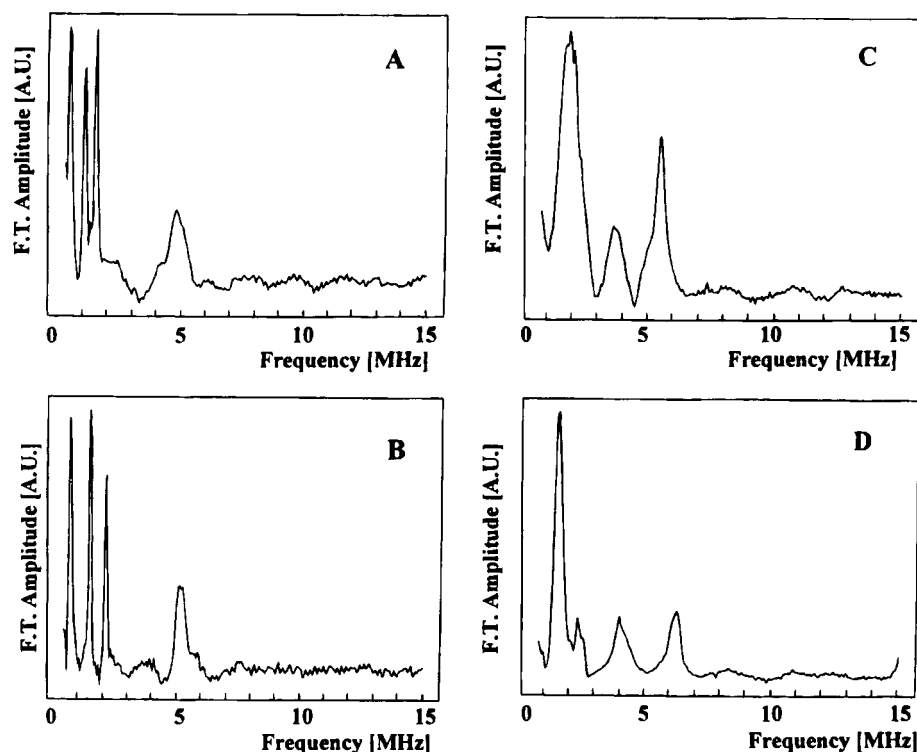 A
F.T. Amplitude [A.U.]
0 5 10 15
Frequency [MHz]
C
F.T. Amplitude [A.U.]
0 5 10 15
Frequency [MHz]
B
F.T. Amplitude [A.U.]
0 5 10 15
Frequency [MHz]
D
F.T. Amplitude [A.U.]
0 5 10 15
Frequency [MHz]